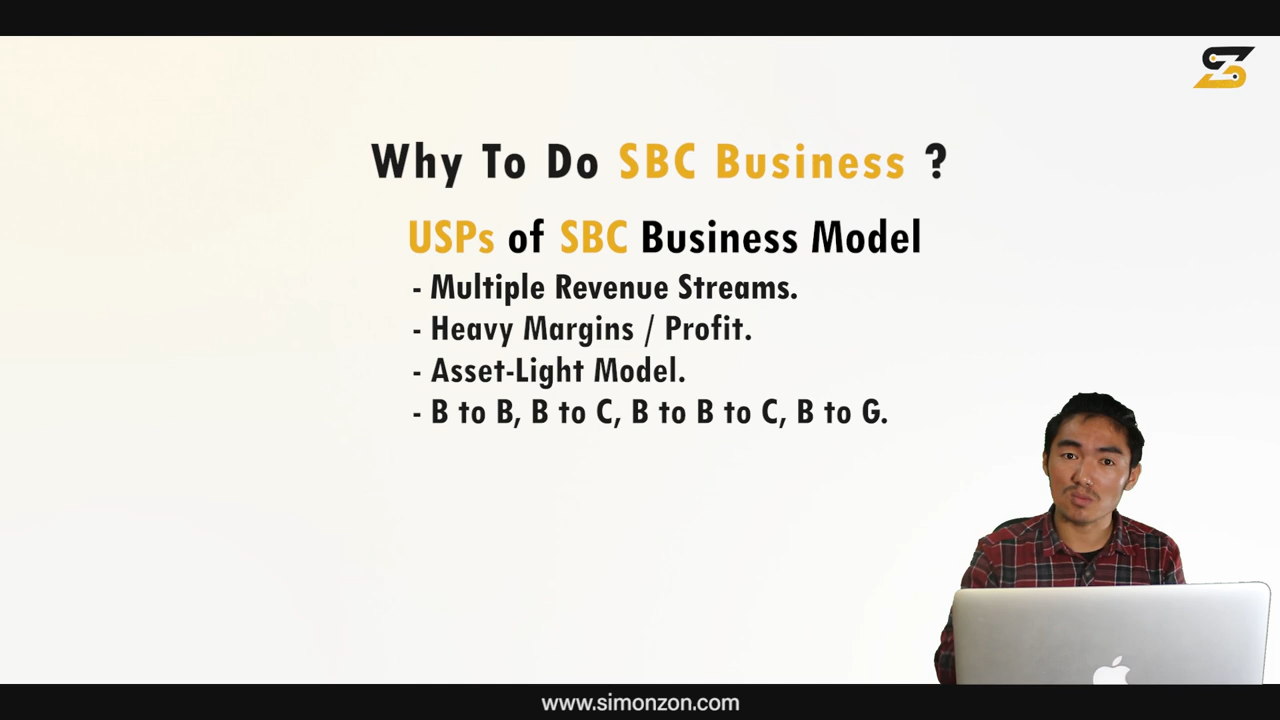 Why To Do SBC Business ?
USPs of SBC Business Model
- Multiple Revenue Streams.
- Heavy Margins / Profit.
- Asset-Light Model.
- B to B, B to C, B to B to C, B to G.
www.simonzon.com